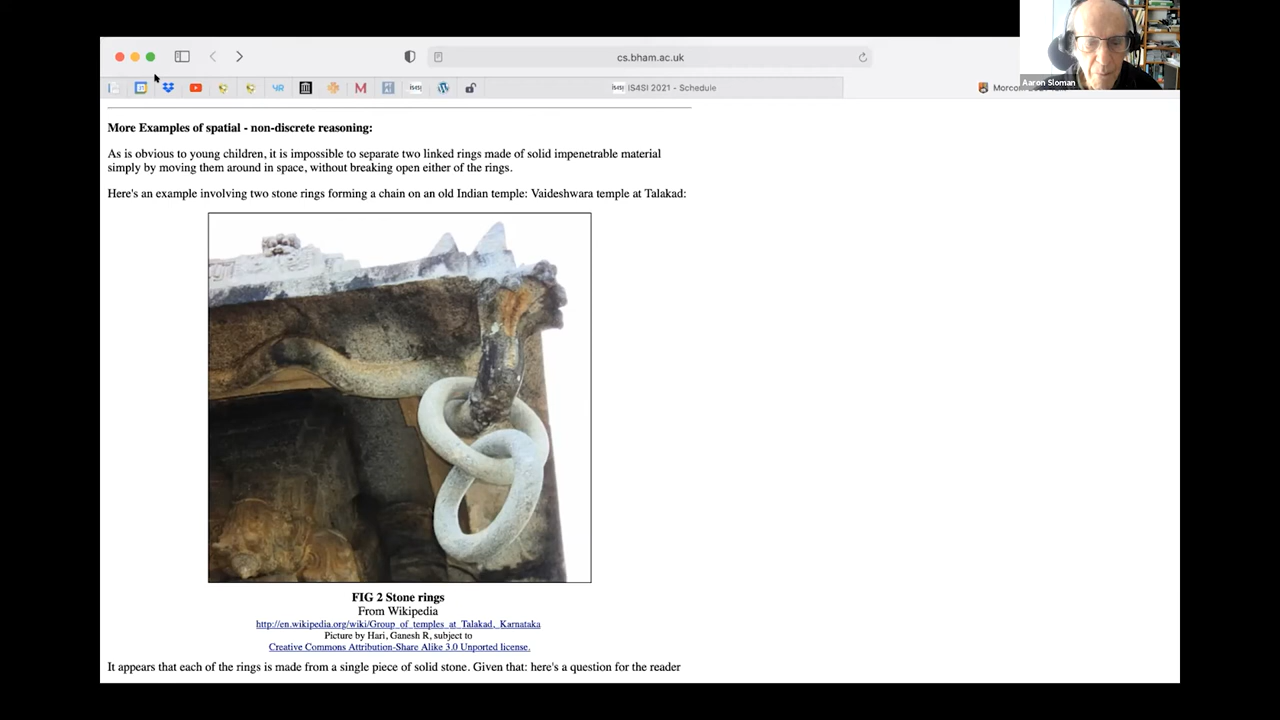 cs.bham.ac.uk
Aaron Sloman
IS4SI 2021 - Schedule
More Examples of spatial - non-discrete reasoning:
As is obvious to young children, it is impossible to separate two linked rings made of solid impenetrable material
simply by moving them around in space, without breaking open either of the rings.
Here's an example involving two stone rings forming a chain on an old Indian temple: Vaideshwara temple at Talakad:
FIG 2 Stone rings
From Wikipedia
http://en.wikipedia.org/wiki/Group_of_temples_at_Talakad,_Karnataka
Picture by Hari, Ganesh R, subject to
Creative Commons Attribution-Share Alike 3.0 Unported license.
It appears that each of the rings is made from a single piece of solid stone. Given that: here's a question for the reader